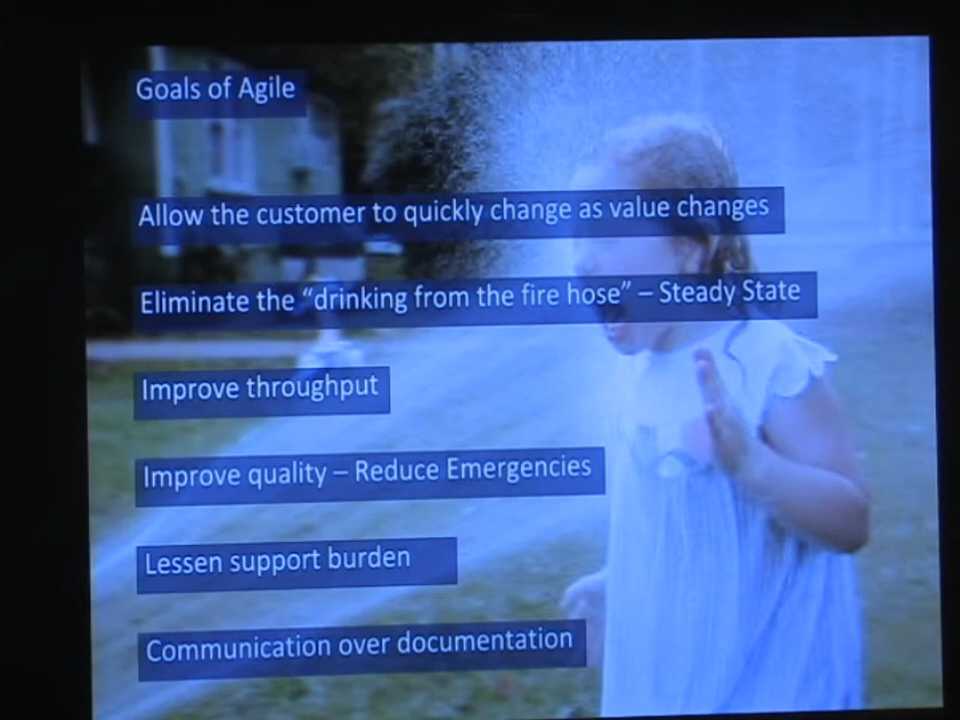 Goals of Agile
Allow the customer to quickly change as value changes
Eliminate the “drinking from the fire hose” – Steady State
Improve throughput
Improve quality – Reduce Emergencies
Lessen support burden
Communication over documentation